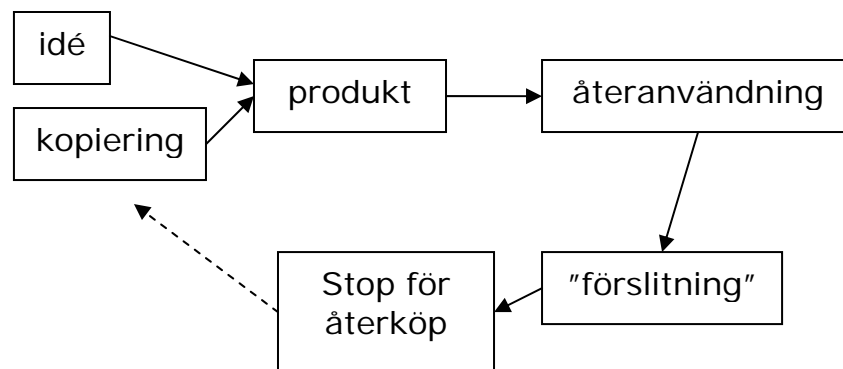 idé
produkt
återanvändning
kopiering
Stop för
återköp
"förslitning"